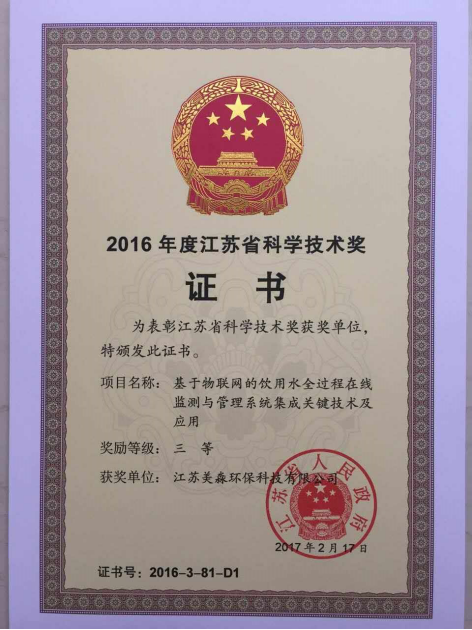 2016 年度江苏省科学技术奖
证 书
为表彰江苏省科学技术奖获奖单位，
特颁发此证书。
项目名称： 基于物联网的饮用水全过程在线
监测与管理系统集成关键技术及
应用
奖励等级： 三 等
获奖单位： 江苏美淼环保科技有限公司
江苏省人民政府
2017 年 2 月 17 日
证书号：2016-3-81-D1